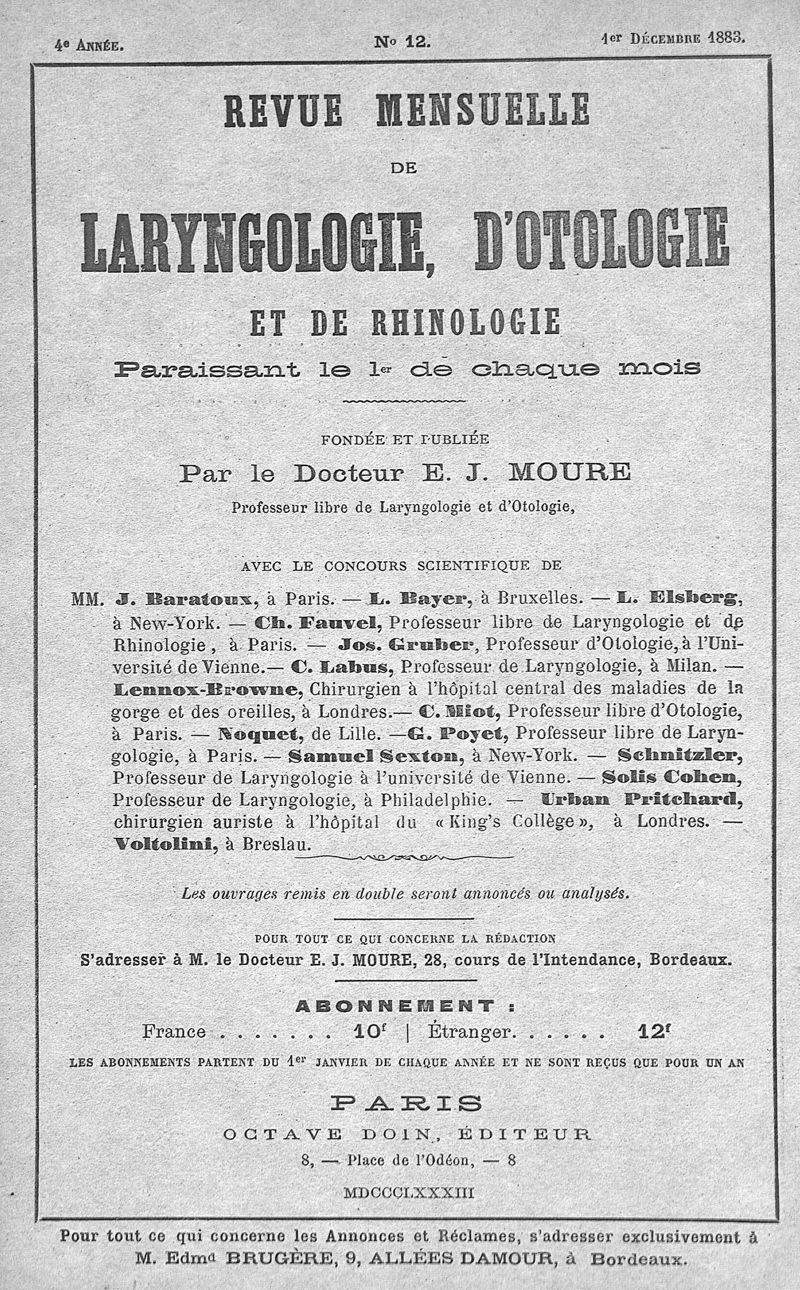 4e ANNÉE.
No 12.
1er DÉCEMBRE 1883.
REVUE MENSUELLE
DE
LARYNGOLOGIE, D'OTOLOGIE
ET DE RHINOLOGIE
Paraissant le 1er de chaque mois
FONDÉE ET PUBLIÉE
Par le Docteur E. J. MOURE
Professeur libre de Laryngologie et d'Otologie,
AVEC LE CONCOURS SCIENTIFIQUE DE
MM. J. Baratoux, à Paris. — L. Bayer, à Bruxelles. — L. Elsberg,
à New-York. — Ch. Fauvel, Professeur libre de Laryngologie et de
Rhinologie, à Paris. — Jos. Gruber, Professeur d'Otologie, à l'Uni-
versité de Vienne.— C. Labus, Professeur de Laryngologie, à Milan. —
Lennox-Browne, Chirurgien à l'hôpital central des maladies de la
gorge et des oreilles, à Londres.— C. Miot, Professeur libre d'Otologie,
à Paris. — Noquet, de Lille. —G. Poyet, Professeur libre de Laryn-
gologie, à Paris. — Samuel Sexton, à New-York. — Schnitzler,
Professeur de Laryngologie à l'université de Vienne. — Solis Cohen,
Professeur de Laryngologie, à Philadelphie. — Urban Pritchard,
chirurgien auriste à l'hôpital du « King's Collège », à Londres. —
Voltolini, à Breslau.
Les ouvrages remis en double seront annoncés ou analysés.
POUR TOUT CE QUI CONCERNE LA RÉDACTION
S'adresser à M. le Docteur E. J. MOURE, 28, cours de l'Intendance, Bordeaux.
ABONNEMENT :
France . . . . . . . 10f | Étranger. . . . . . 12f
LES ABONNEMENTS PARTENT DU 1er JANVIER DE CHAQUE ANNÉE ET NE SONT REÇUS QUE POUR UN AN
PARIS
OCTAVE DOIN, ÉDITEUR
8, — Place de l'Odéon, — 8
MDCCCLXXXIII
Pour tout ce qui concerne les Annonces et Réclames, s'adresser exclusivement à
M. Edmd BRUGÈRE, 9, ALLÉES DAMOUR, à Bordeaux.